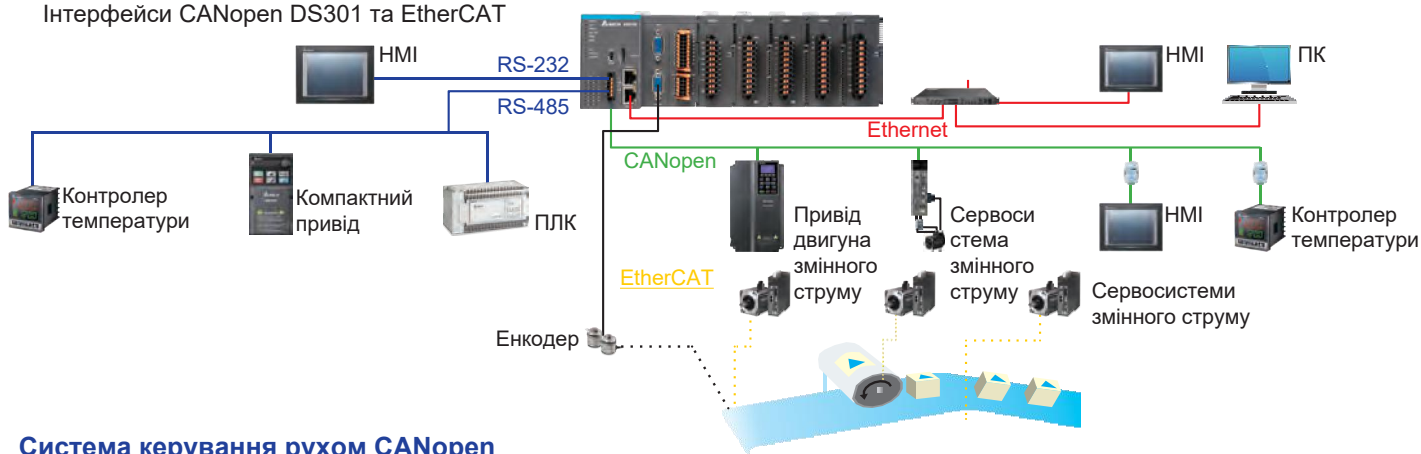 Інтерфейси CANopen DS301 та EtherCAT
HMI
RS-232
RS-485
HMI
ПК
Ethernet
CANopen
Контролер
температури
Компактний
привід
ПЛК
Привід
двигуна
змінного
струму
Сервоси
стема
змінного
струму
HMI
Контролер
температури
EtherCAT
Сервосистеми
змінного струму
Енкодер
Система керування рухом CANopen